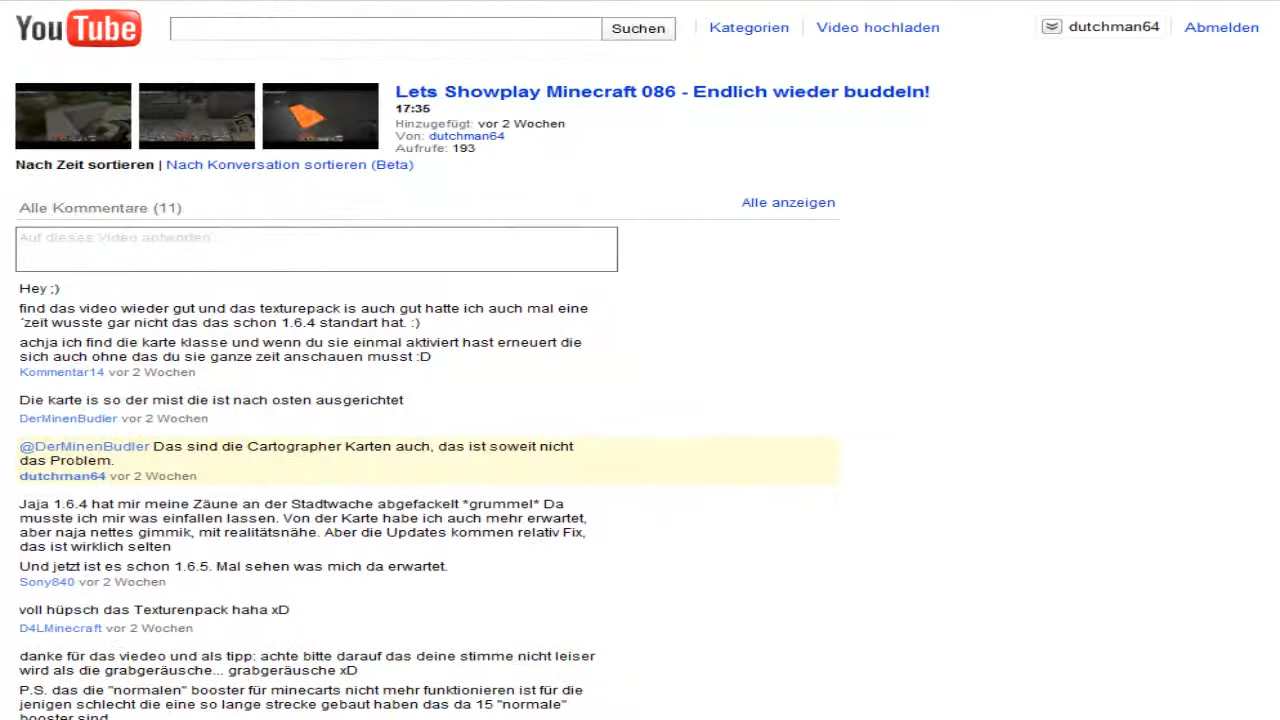 YouTube
Suchen
Kategorien
Video hochladen
dutchman64
Abmelden
Lets Showplay Minecraft 086 - Endlich wieder buddeln!
17:35
Hinzugefügt: vor 2 Wochen
Von: dutchman64
Aufrufe: 193
Nach Zeit sortieren | Nach Konversation sortieren (Beta)
Alle Kommentare (11)
Alle anzeigen
Auf dieses Video antworten...
Hey ;)
find das video wieder gut und das texturepack is auch gut hatte ich auch mal eine
´zeit wusste gar nicht das das schon 1.6.4 standart hat. :)
achja ich find die karte klasse und wenn du sie einmal aktiviert hast erneuert die
sich auch ohne das du sie ganze zeit anschauen musst :D
Kommentar14 vor 2 Wochen
Die karte is so der mist die ist nach osten ausgerichtet
DerMinenBudler vor 2 Wochen
@DerMinenBudler Das sind die Cartographer Karten auch, das ist soweit nicht
das Problem.
dutchman64 vor 2 Wochen
Jaja 1.6.4 hat mir meine Zäune an der Stadtwache abgefackelt *grummel* Da
musste ich mir was einfallen lassen. Von der Karte habe ich auch mehr erwartet,
aber naja nettes gimmik, mit realitätsnähe. Aber die Updates kommen relativ Fix,
das ist wirklich selten
Und jetzt ist es schon 1.6.5. Mal sehen was mich da erwartet.
Sony840 vor 2 Wochen
voll hüpsch das Texturenpack haha xD
D4LMinecraft vor 2 Wochen
danke für das viedeo und als tipp: achte bitte darauf das deine stimme nicht leiser
wird als die grabgeräusche... grabgeräusche xD
P.S. das die "normalen" booster für minecarts nicht mehr funktionieren ist für die
jenigen schlecht die eine so lange strecke gebaut haben das da 15 "normale"
booster sind